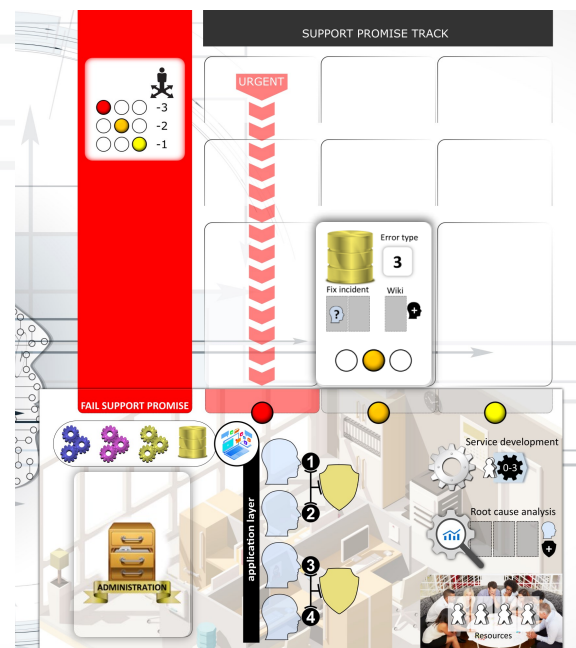 SUPPORT PROMISE TRACK
URGENT
-3
-2
-1
Error type
3
Fix incident
Wiki
?
+
FAIL SUPPORT PROMISE
Service development
0-3
Root cause analysis
+
application layer
1
2
3
4
ADMINISTRATION
Resources